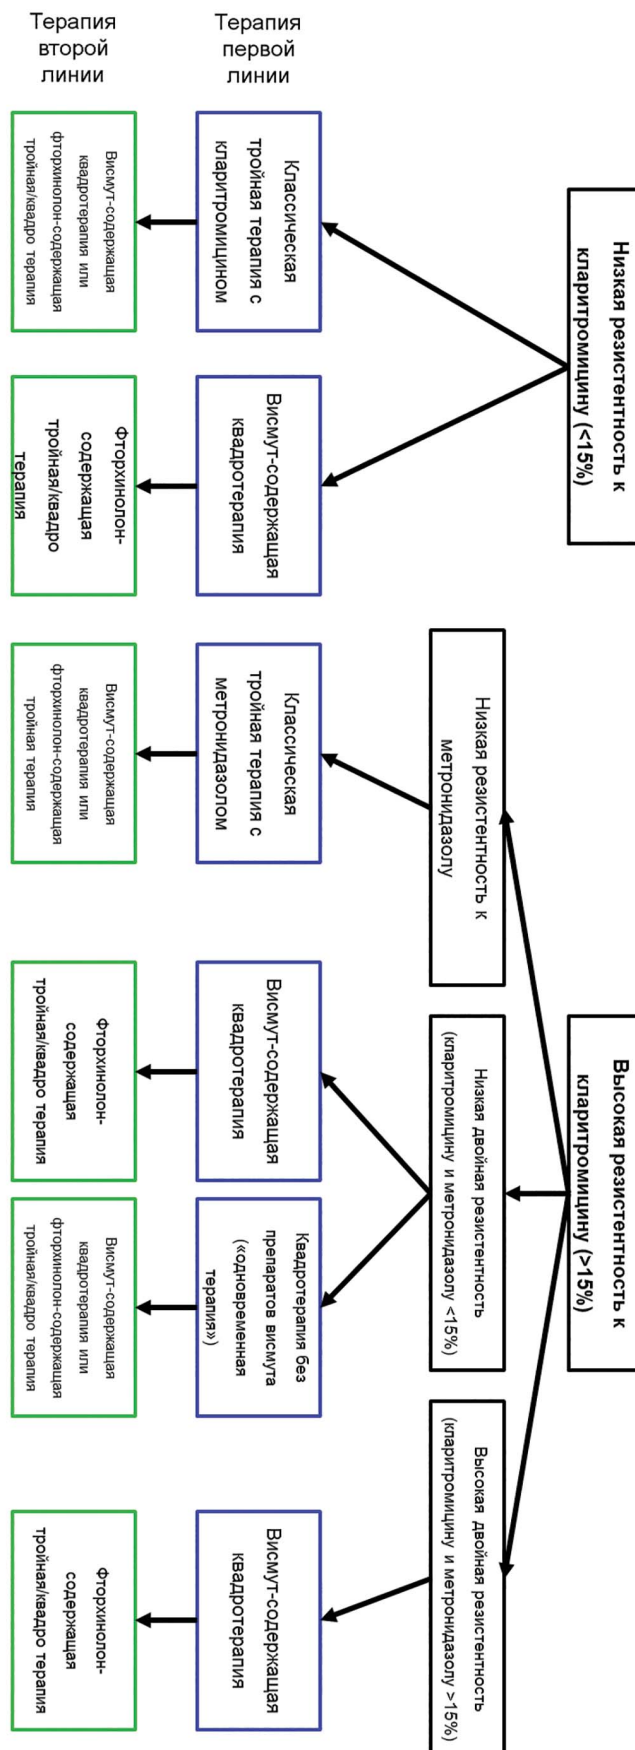 Терапия
второй
линии
Терапия
первой
линии
Низкая резистентность к
кларитромицину (<15%)
Высокая резистентность к
кларитромицину (>15%)
Низкая резистентность к
метронидазолу
Низкая двойная резистентность
(кларитромицину и метронидазолу <15%)
Высокая двойная резистентность
(кларитромицину и метронидазолу >15%)
Классическая
тройная терапия с
кларитромицином
Висмут-содержащая
квадротерапия
Классическая
тройная терапия с
метронидазолом
Висмут-содержащая
квадротерапия
Квадротерапия без
препаратов висмута
(«одновременная
терапия»)
Висмут-содержащая
квадротерапия
Висмут-содержащая
квадротерапия или
фторхинолон-содержащая
тройная/квадро терапия
Фторхинолон-
содержащая
тройная/квадро
терапия
Висмут-содержащая
квадротерапия или
фторхинолон-содержащая
тройная терапия
Фторхинолон-
содержащая
тройная/квадро терапия
Висмут-содержащая
квадротерапия или
фторхинолон-содержащая
тройная/квадро терапия
Фторхинолон-
содержащая
тройная/квадро терапия